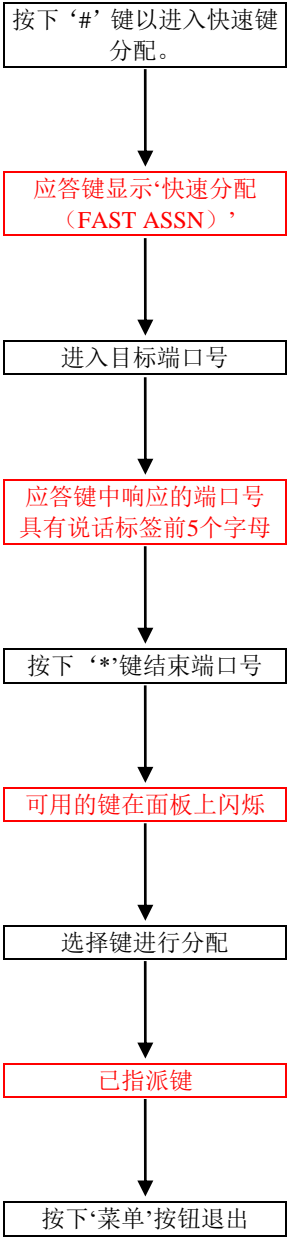 按下‘#’键以进入快速键
分配。
应答键显示‘快速分配
（FAST ASSN）’
进入目标端口号
应答键中响应的端口号
具有说话标签前5个字母
按下‘*’键结束端口号
可用的键在面板上闪烁
选择键进行分配
已指派键
按下‘菜单’按钮退出